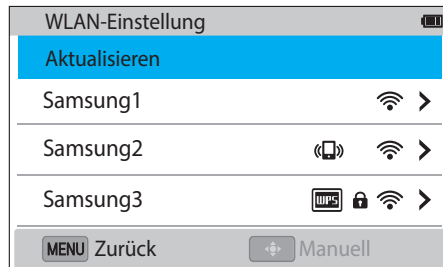 WLAN-Einstellung
Aktualisieren
Samsung1
Samsung2
Samsung3 WPS
MENU Zurück Manuell